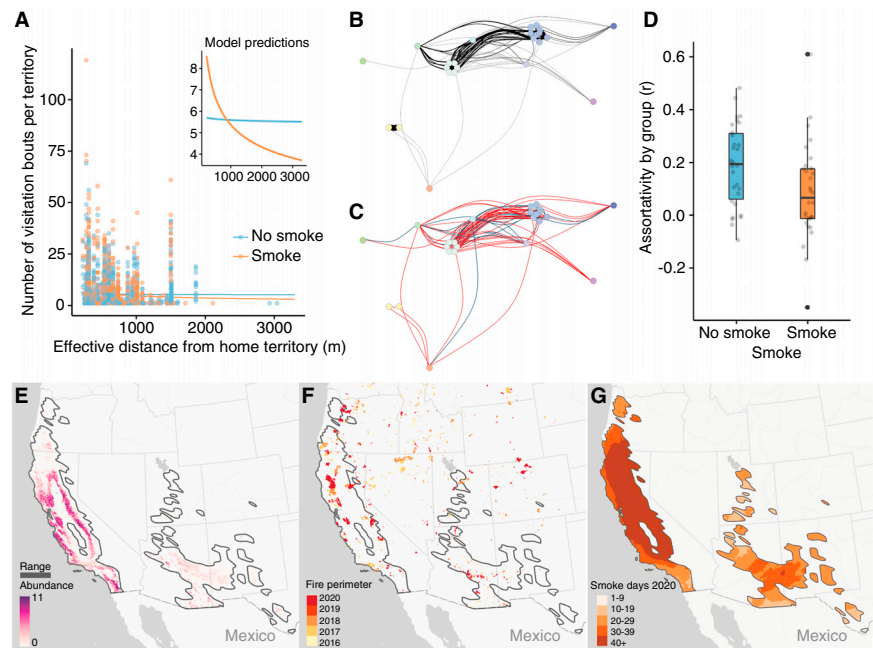 A
Number of visitation bouts per territory
100
75
50
25
0
1000
2000
3000
Effective distance from home territory (m)
Model predictions
8
7
6
5
4
1000 2000 3000
No smoke
Smoke
B
C
D
Assortativity by group (r)
0.6
0.4
0.2
0.0
-0.2
No smoke
Smoke
Smoke
E
Range
Abundance
11
0
Mexico
F
Fire perimeter
2020
2019
2018
2017
2016
Mexico
G
Smoke days 2020
1-9
10-19
20-29
30-39
40+
Mexico